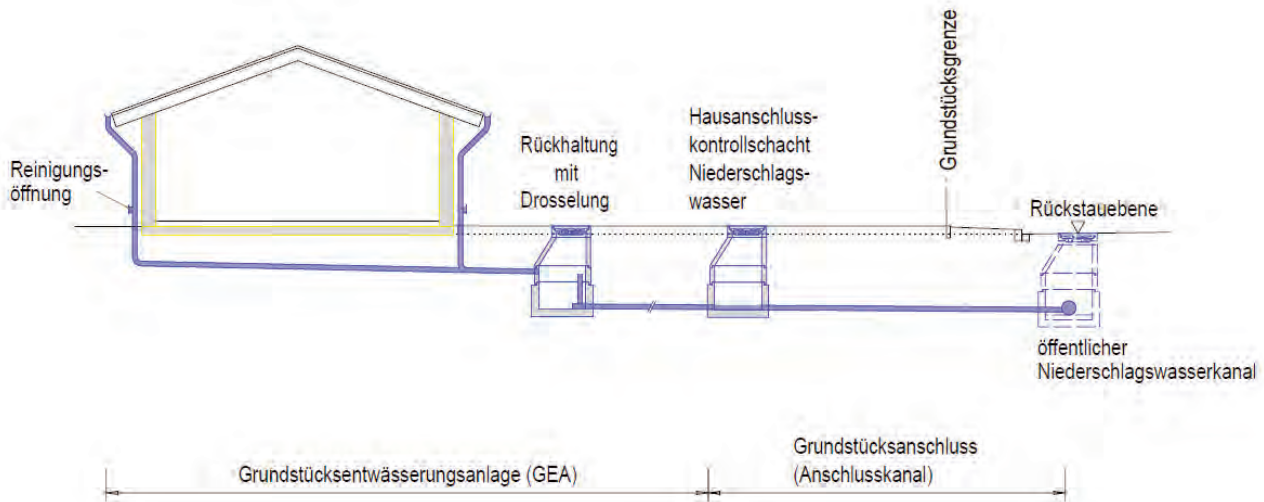 Grundstücksgrenze
Hausanschluss-
kontrollschacht
Niederschlags-
wasser
Rückhaltung
mit
Drosselung
Reinigungs-
öffnung
Rückstauebene
öffentlicher
Niederschlagswasserkanal
Grundstücksentwässerungsanlage (GEA)
Grundstücksanschluss
(Anschlusskanal)